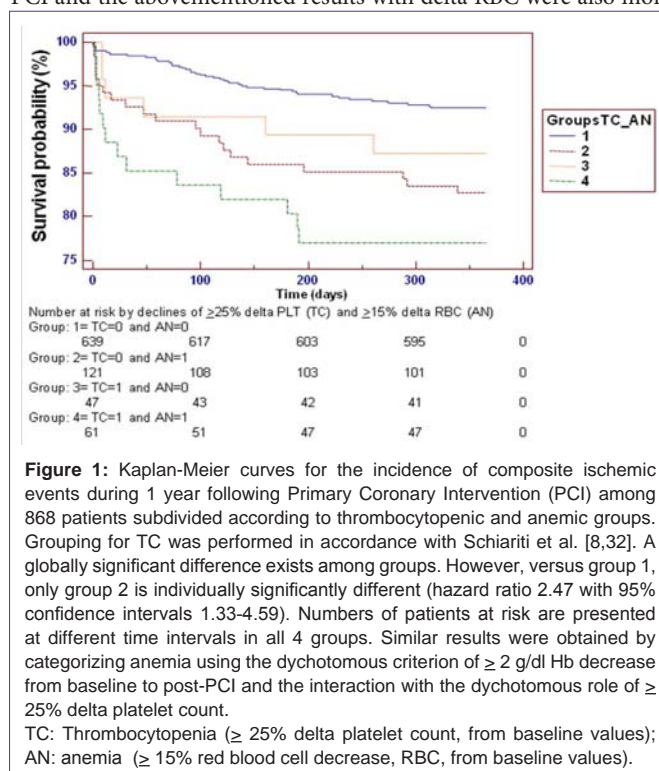 PCI and the abovementioned results with delta RBC were also mo
100
95
90
85
80
75
Survival probability (%)
0 100 200 300 400
Time (days)
GroupsTC_AN
1
2
3
4
Number at risk by declines of ≥25% delta PLT (TC) and ≥15% delta RBC (AN)
Group: 1= TC=0 and AN=0
639 617 603 595 0
Group: 2= TC=0 and AN=1
121 108 103 101 0
Group: 3= TC=1 and AN=0
47 43 42 41 0
Group: 4= TC=1 and AN=1
61 51 47 47 0
Figure 1: Kaplan-Meier curves for the incidence of composite ischemic
events during 1 year following Primary Coronary Intervention (PCI) among
868 patients subdivided according to thrombocytopenic and anemic groups.
Grouping for TC was performed in accordance with Schiariti et al. [8,32]. A
globally significant difference exists among groups. However, versus group 1,
only group 2 is individually significantly different (hazard ratio 2.47 with 95%
confidence intervals 1.33-4.59). Numbers of patients at risk are presented
at different time intervals in all 4 groups. Similar results were obtained by
categorizing anemia using the dychotomous criterion of ≥ 2 g/dl Hb decrease
from baseline to post-PCI and the interaction with the dychotomous role of ≥
25% delta platelet count.
TC: Thrombocytopenia (≥ 25% delta platelet count, from baseline values);
AN: anemia (≥ 15% red blood cell decrease, RBC, from baseline values).